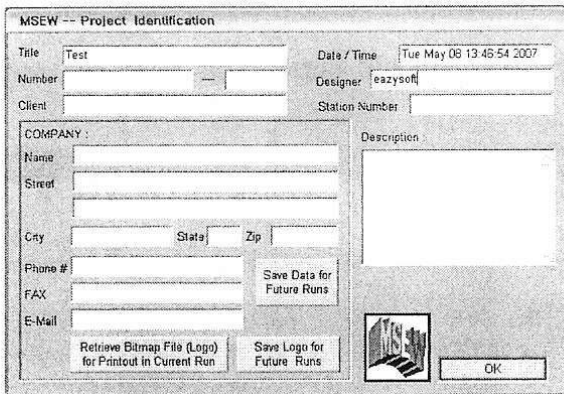 MSEW -- Project Identification
Title Test Date / Time Tue May 08 13:46:54 2007
Number — Designer eazysoft
Client Station Number
COMPANY : Description :
Name
Street
City State Zip
Phone #
Save Data for
Future Runs
FAX
E-Mail
Retrieve Bitmap File (Logo)
for Printout in Current Run
Save Logo for
Future Runs
MSEW
OK